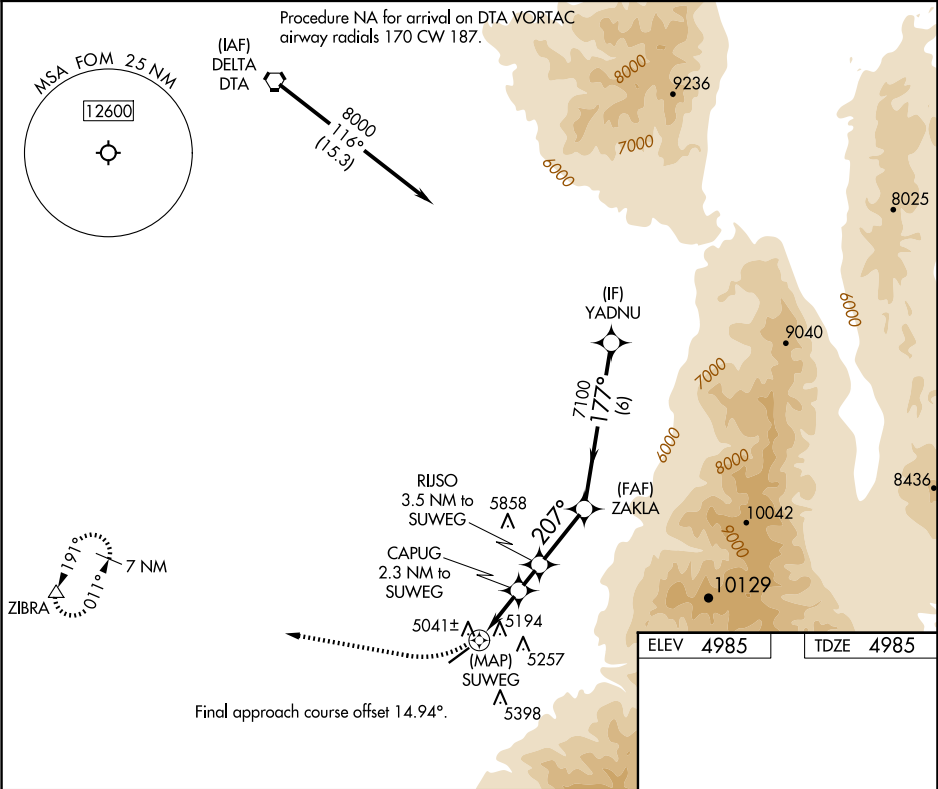 Procedure NA for arrival on DTA VORTAC
airway radials 170 CW 187.
(IAF)
DELTA
DTA
MSA FOM 25 NM
12600
8000
116°
(15.3)
8000
9236
7000
6000
8025
6000
(IF)
YADNU
9040
7000
7100
177°
(6)
6000
8000
8436
RIJSO
3.5 NM to
SUWEG
5858
207°
(FAF)
ZAKLA
10042
9000
CAPUG
2.3 NM to
SUWEG
191°
011°
7 NM
ZIBRA
10129
5041±
5194
5257
(MAP)
SUWEG
5398
Final approach course offset 14.94°.
ELEV 4985
TDZE 4985